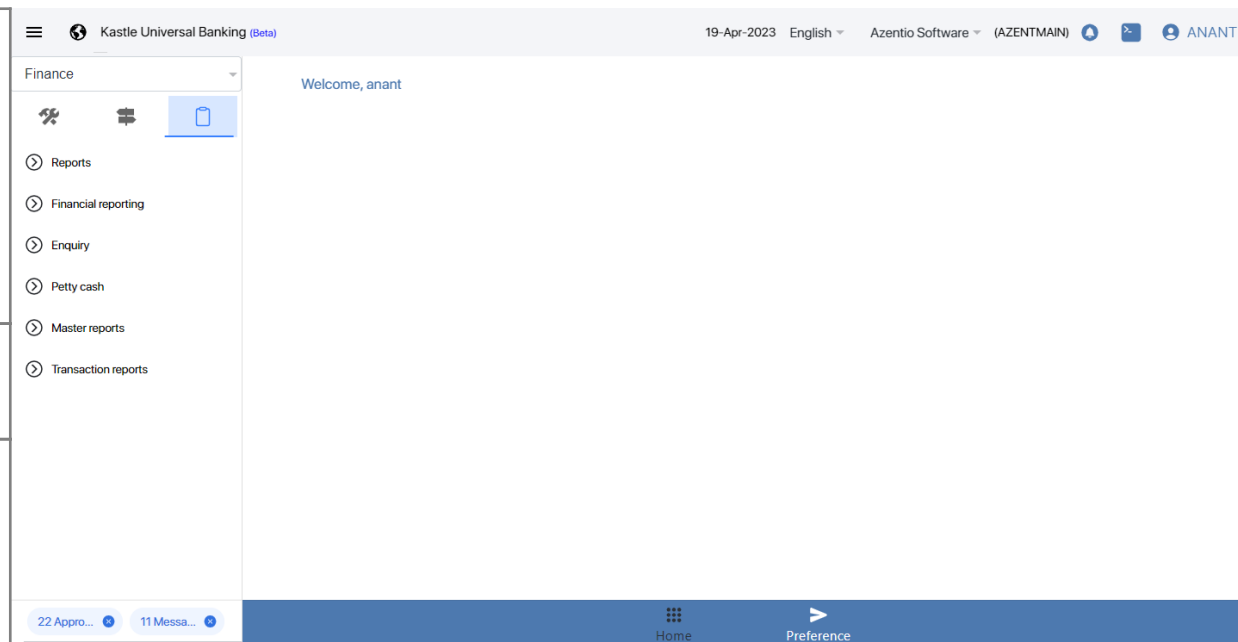 Kastle Universal Banking (Beta) 19-Apr-2023 English Azentio Software (AZENTMAIN) ANANT
Finance
Welcome, anant
Reports
Financial reporting
Enquiry
Petty cash
Master reports
Transaction reports
22 Appro... 11 Messa...
Home Preference